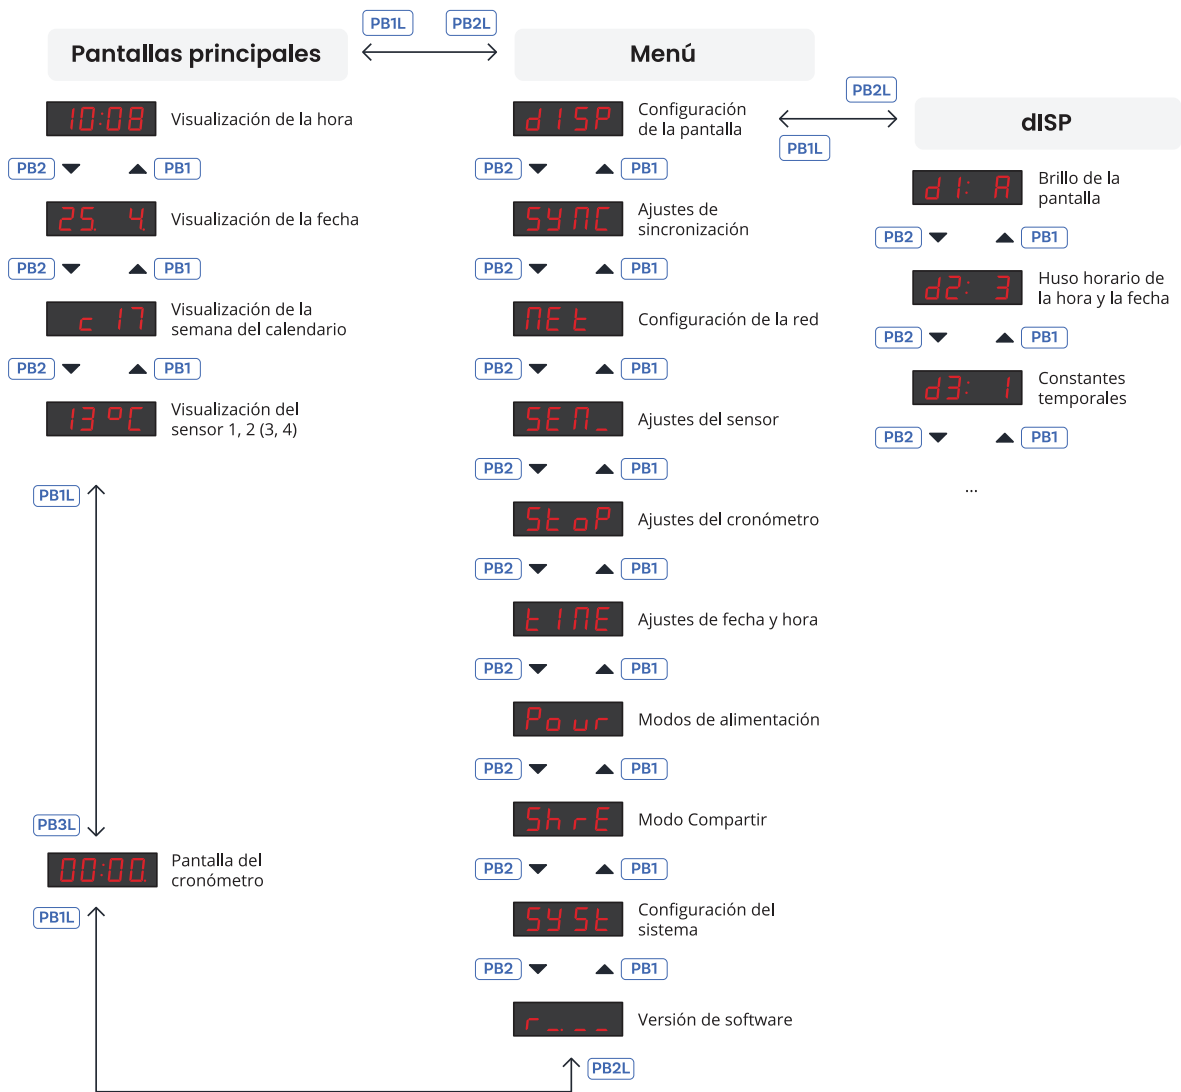 PB1L
PB2L
Pantallas principales
Menú
10:08
Visualización de la hora
PB2
PB1
25. 4.
Visualización de la fecha
PB2
PB1
c 17
Visualización de la
semana del calendario
PB2
PB1
13 °C
Visualización del
sensor 1, 2 (3, 4)
PB1L
PB3L
00:00.
Pantalla del
cronómetro
PB1L
dISP
Configuración
de la pantalla
PB2
PB1
SYNC
Ajustes de
sincronización
PB2
PB1
NEt
Configuración de la red
PB2
PB1
SEN_
Ajustes del sensor
PB2
PB1
StoP
Ajustes del cronómetro
PB2
PB1
tIME
Ajustes de fecha y hora
PB2
PB1
Pour
Modos de alimentación
PB2
PB1
ShrE
Modo Compartir
PB2
PB1
SYSt
Configuración del
sistema
PB2
PB1
r _._ _
Versión de software
PB2L
PB2L
PB1L
dISP
d1: A
Brillo de la
pantalla
PB2
PB1
d2: 3
Huso horario de
la hora y la fecha
PB2
PB1
d3: 1
Constantes
temporales
PB2
PB1
...